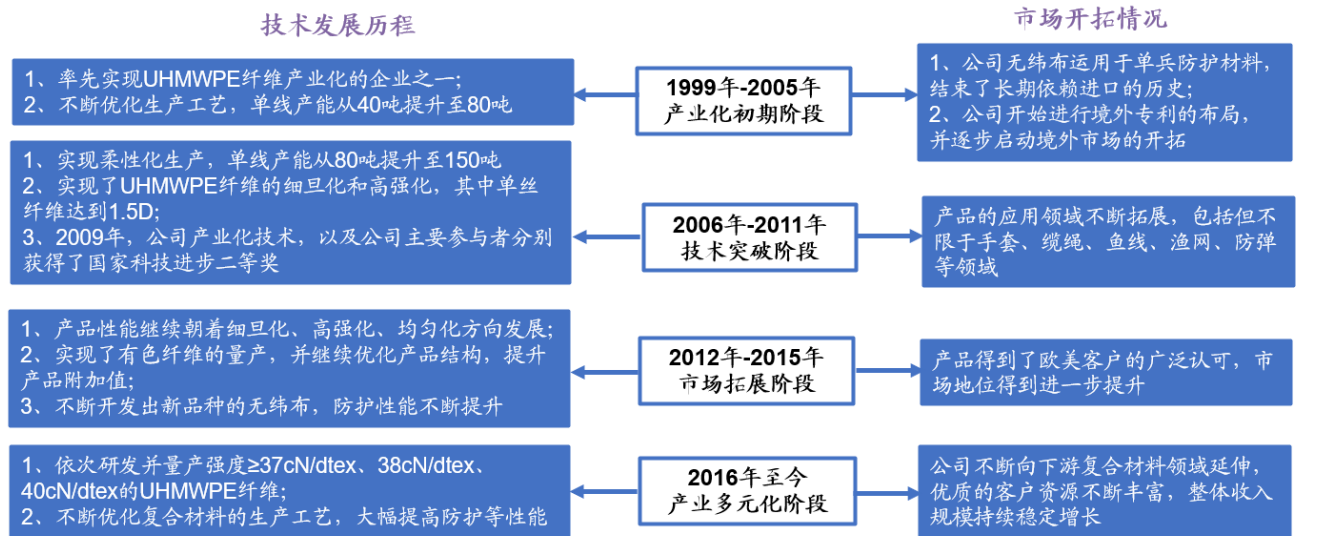 技术发展历程
市场开拓情况
1、率先实现UHMWPE纤维产业化的企业之一;
2、不断优化生产工艺，单线产能从40吨提升至80吨
1999年-2005年
产业化初期阶段
1、公司无纬布运用于单兵防护材料，
结束了长期依赖进口的历史;
2、公司开始进行境外专利的布局，
并逐步启动境外市场的开拓
1、实现柔性化生产，单线产能从80吨提升至150吨
2、实现了UHMWPE纤维的细旦化和高强化，其中单丝
纤维达到1.5D;
3、2009年，公司产业化技术，以及公司主要参与者分别
获得了国家科技进步二等奖
2006年-2011年
技术突破阶段
产品的应用领域不断拓展，包括但不
限于手套、缆绳、鱼线、渔网、防弹
等领域
1、产品性能继续朝着细旦化、高强化、均匀化方向发展;
2、实现了有色纤维的量产，并继续优化产品结构，提升
产品附加值;
3、不断开发出新品种的无纬布，防护性能不断提升
2012年-2015年
市场拓展阶段
产品得到了欧美客户的广泛认可，市
场地位得到进一步提升
1、依次研发并量产强度≥37cN/dtex、38cN/dtex、
40cN/dtex的UHMWPE纤维;
2、不断优化复合材料的生产工艺，大幅提高防护等性能
2016年至今
产业多元化阶段
公司不断向下游复合材料领域延伸，
优质的客户资源不断丰富，整体收入
规模持续稳定增长